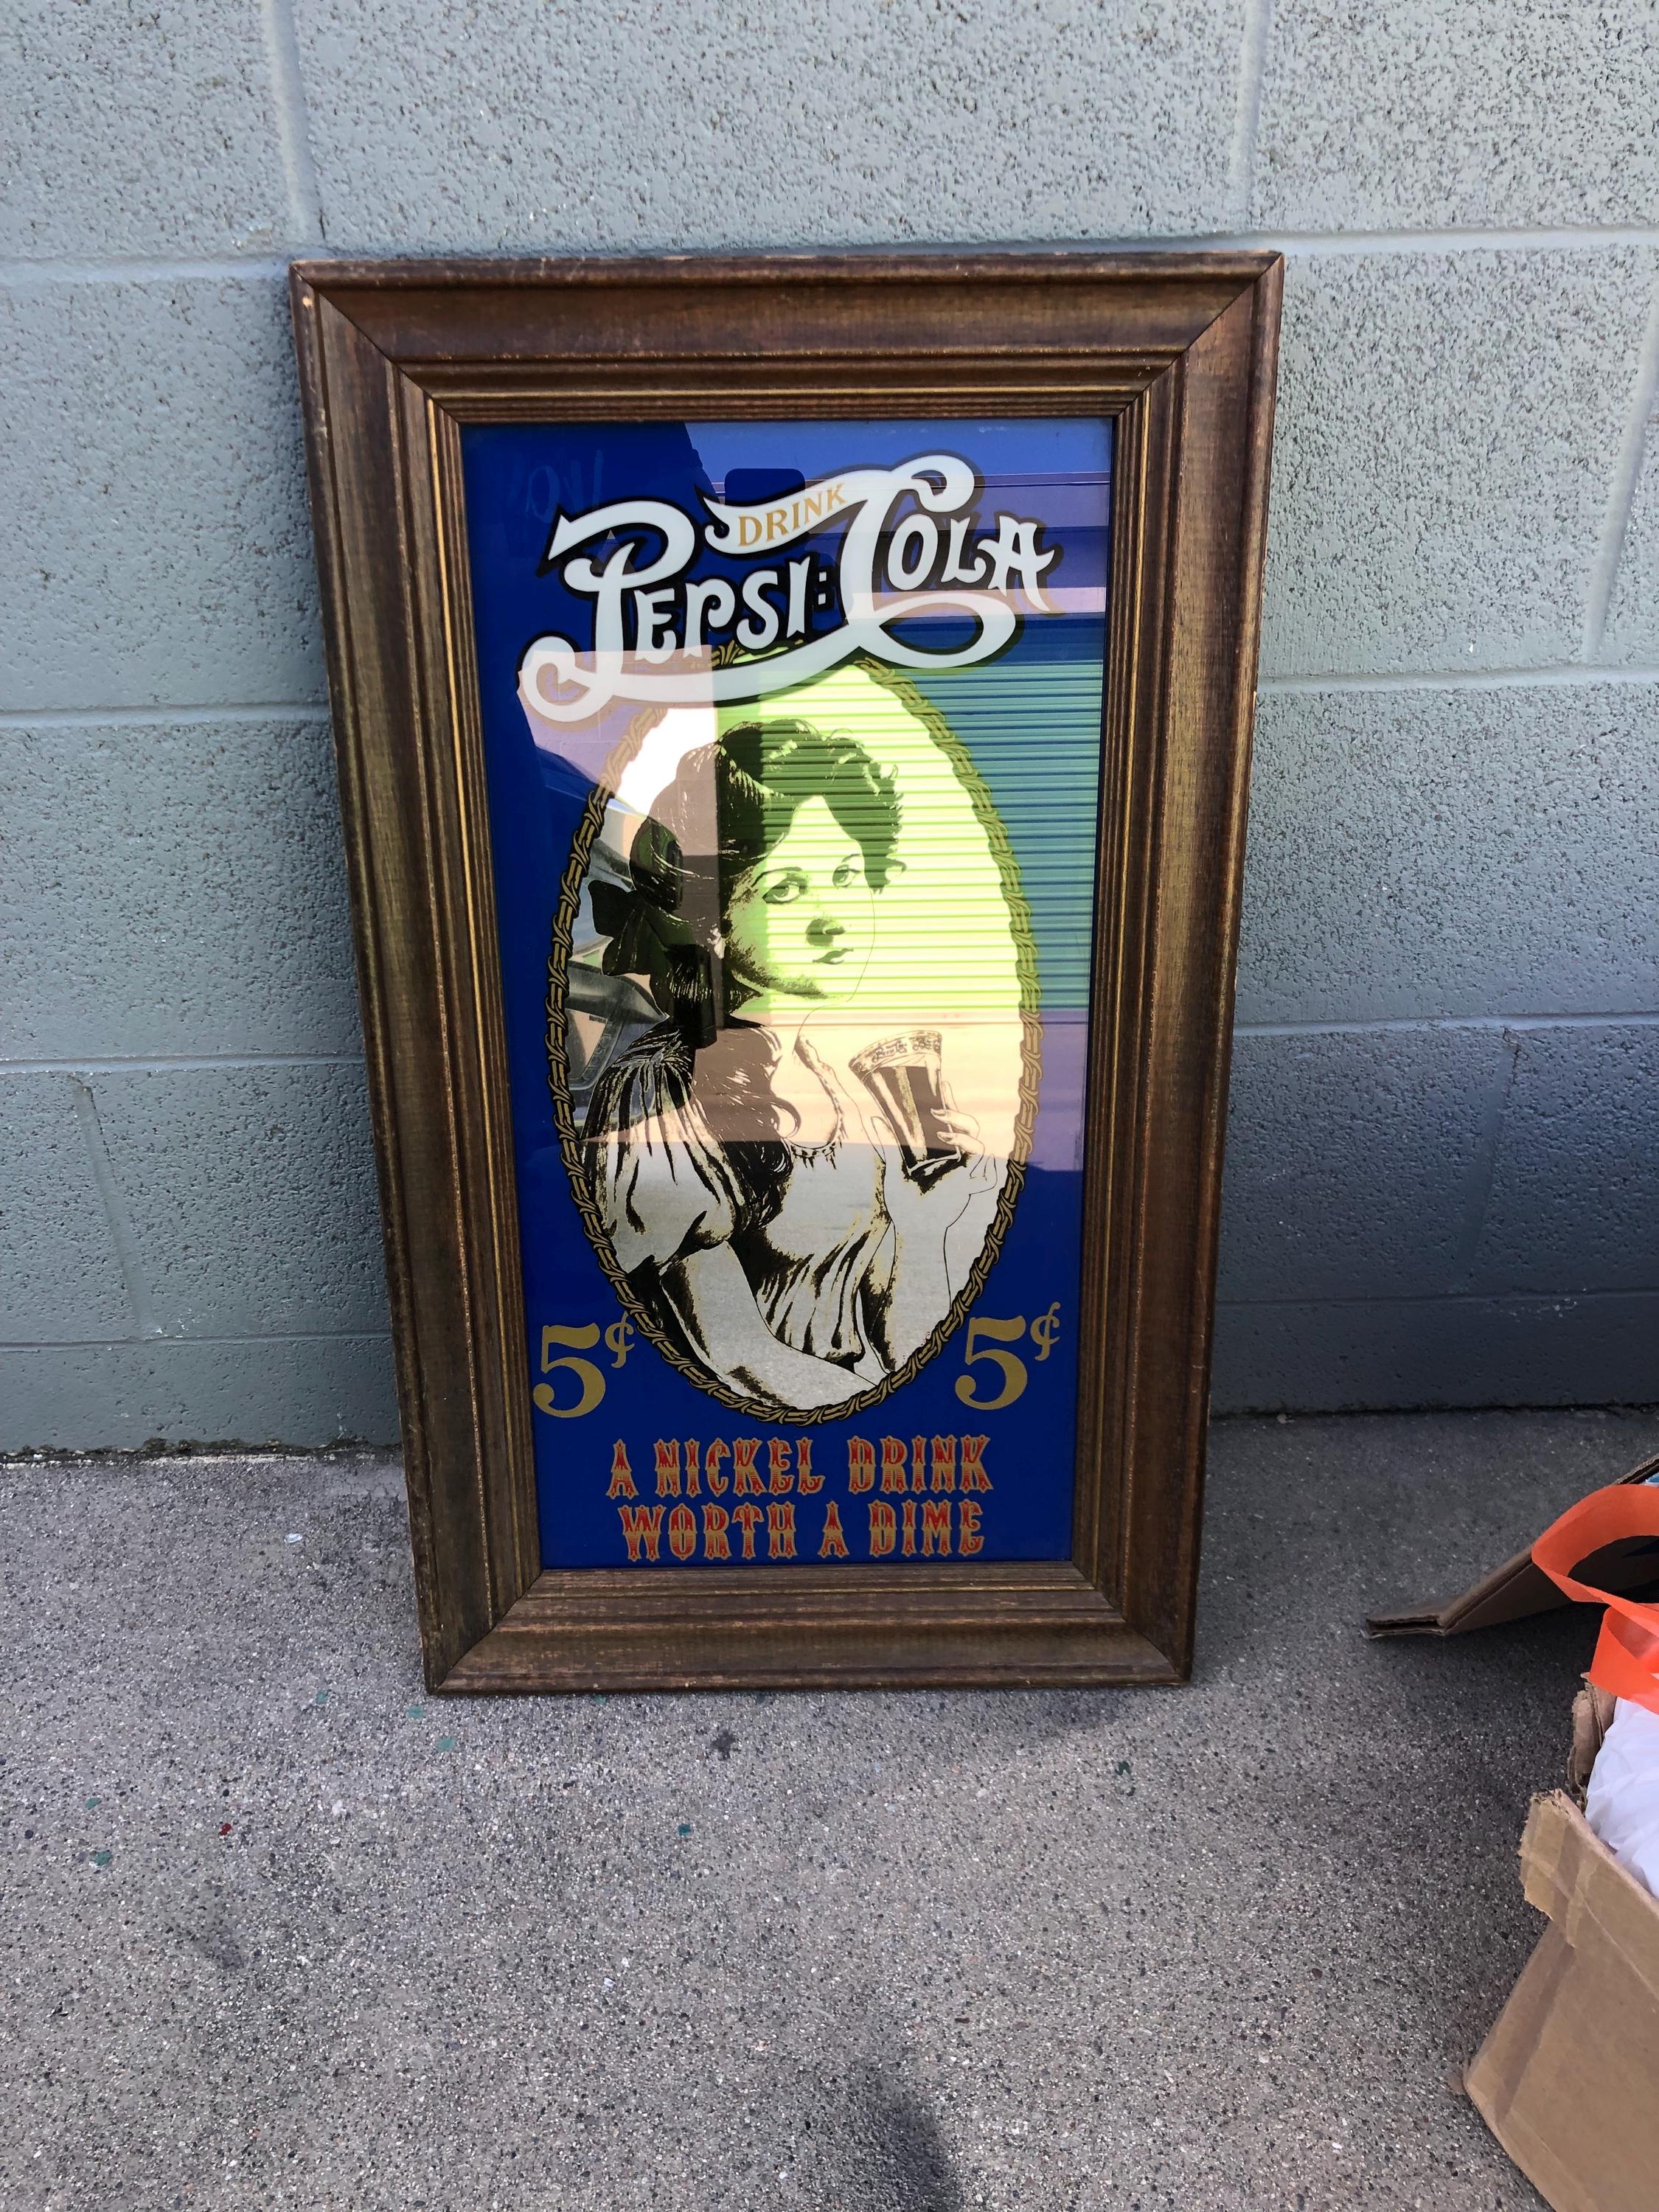 DRINK
PEPSI:COLA
5¢ 5¢
A NICKEL DRINK
WORTH A DIME